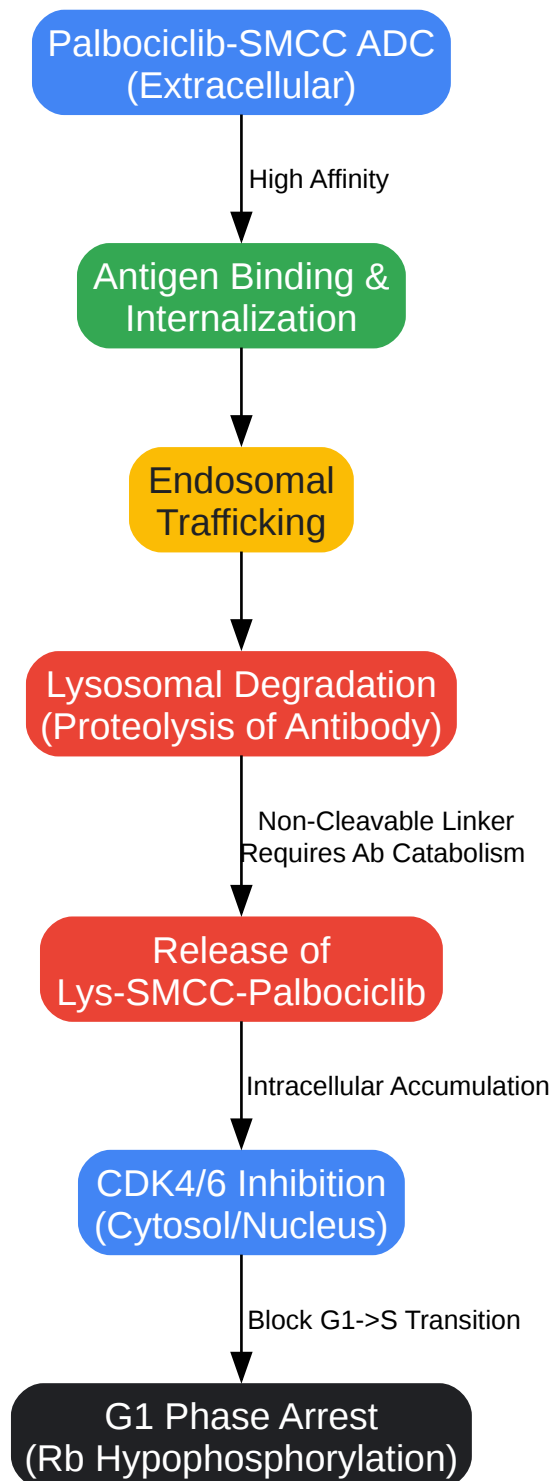 Palbociclib-SMCC ADC
(Extracellular)
High Affinity
Antigen Binding &
Internalization
Endosomal
Trafficking
Lysosomal Degradation
(Proteolysis of Antibody)
Non-Cleavable Linker
Requires Ab Catabolism
Release of
Lys-SMCC-Palbociclib
Intracellular Accumulation
CDK4/6 Inhibition
(Cytosol/Nucleus)
Block G1->S Transition
G1 Phase Arrest
(Rb Hypophosphorylation)